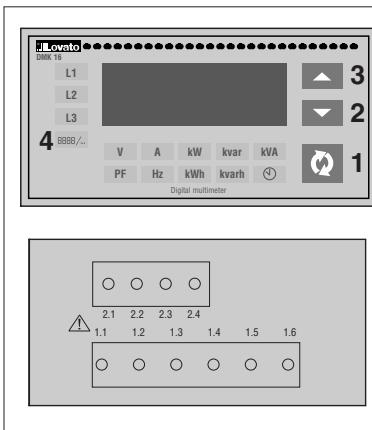 Lovato
DMK 16
L1
3
L2
2
L3
4 8888/..
V A kW kvar kVA
1
PF Hz kWh kvarh
Digital multimeter
2.1 2.2 2.3 2.4
1.1 1.2 1.3 1.4 1.5 1.6